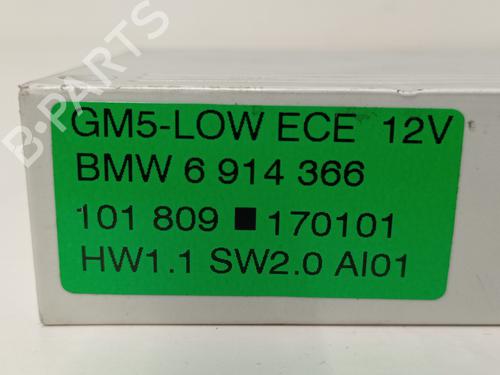 B-PARTS
GM5-LOW ECE 12V
BMW 6 914 366
101 809 ■ 170101
HW1.1 SW2.0 AI01